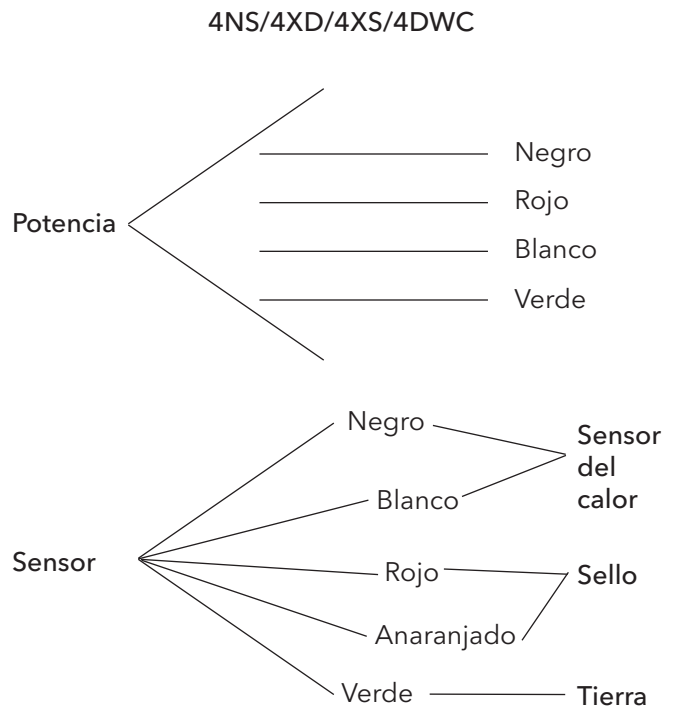 4NS/4XD/4XS/4DWC
Potencia
Negro
Rojo
Blanco
Verde
Sensor
Negro
Blanco
Rojo
Anaranjado
Verde
Sensor
del
calor
Sello
Tierra